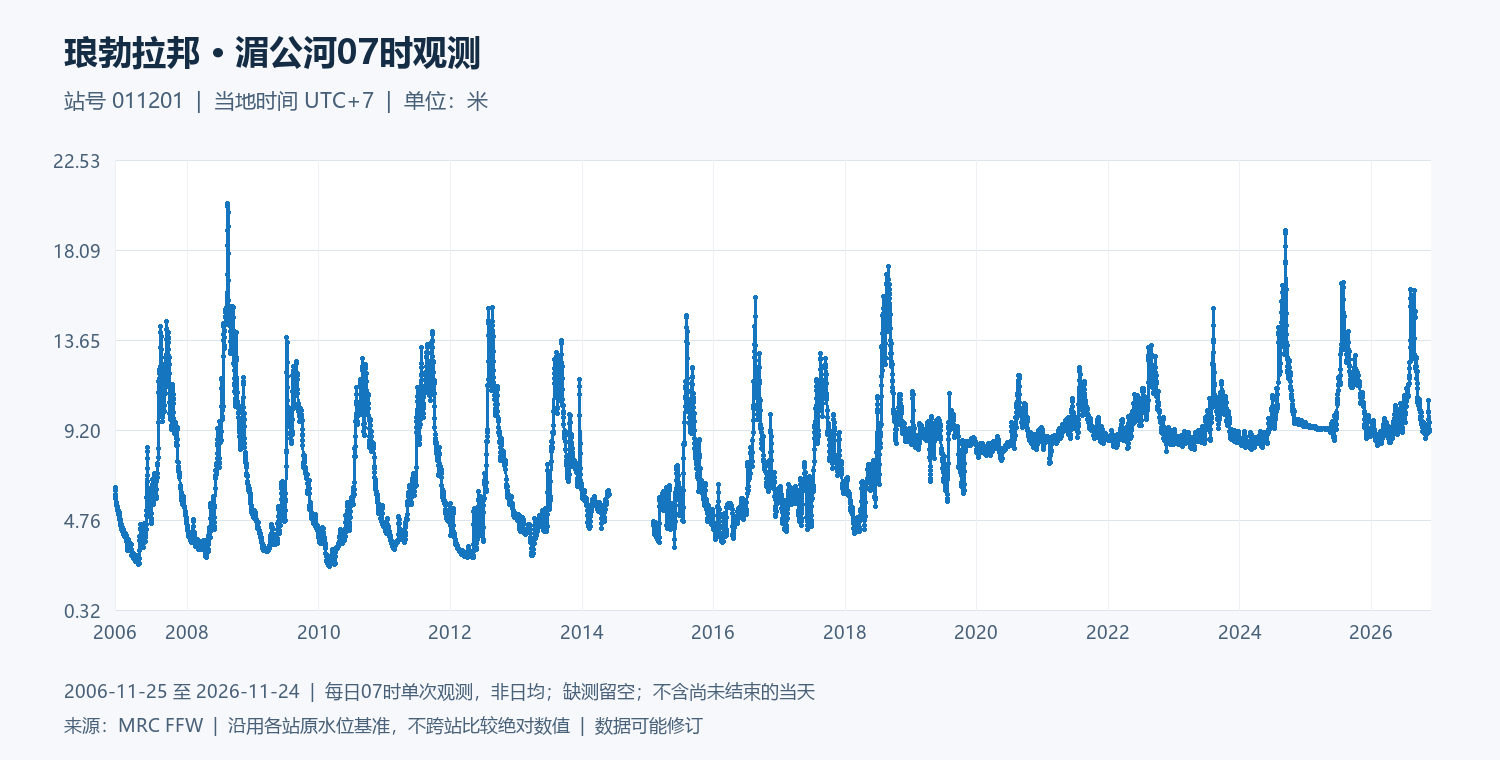 琅勃拉邦 • 湄公河07时观测
站号 011201 | 当地时间 UTC+7 | 单位：米
22.53
18.09
13.65
9.20
4.76
0.32
2006 2008 2010 2012 2014 2016 2018 2020 2022 2024 2026
2006-11-25 至 2026-11-24 | 每日07时单次观测，非日均；缺测留空；不含尚未结束的当天
来源：MRC FFW | 沿用各站原水位基准，不跨站比较绝对数值 | 数据可能修订